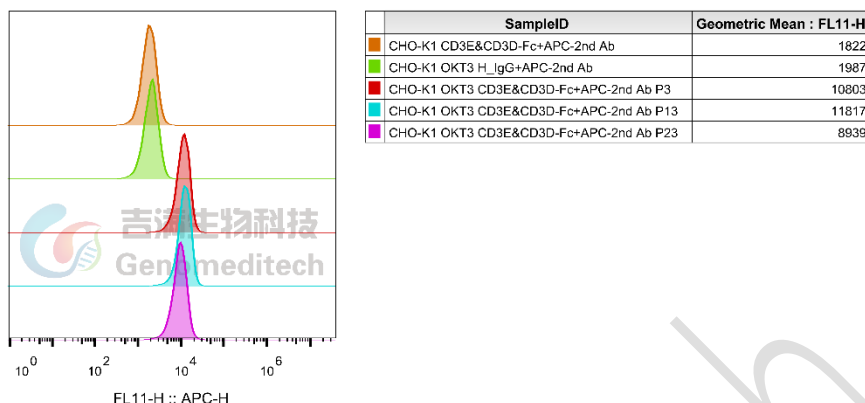 SampleID Geometric Mean : FL11-H
CHO-K1 CD3E&CD3D-Fc+APC-2nd Ab 1822
CHO-K1 OKT3 H_IgG+APC-2nd Ab 1987
CHO-K1 OKT3 CD3E&CD3D-Fc+APC-2nd Ab P3 10803
CHO-K1 OKT3 CD3E&CD3D-Fc+APC-2nd Ab P13 11817
CHO-K1 OKT3 CD3E&CD3D-Fc+APC-2nd Ab P23 8939
吉满生物科技
Genomeditech
10^0 10^2 10^4 10^6
FL11-H :: APC-H